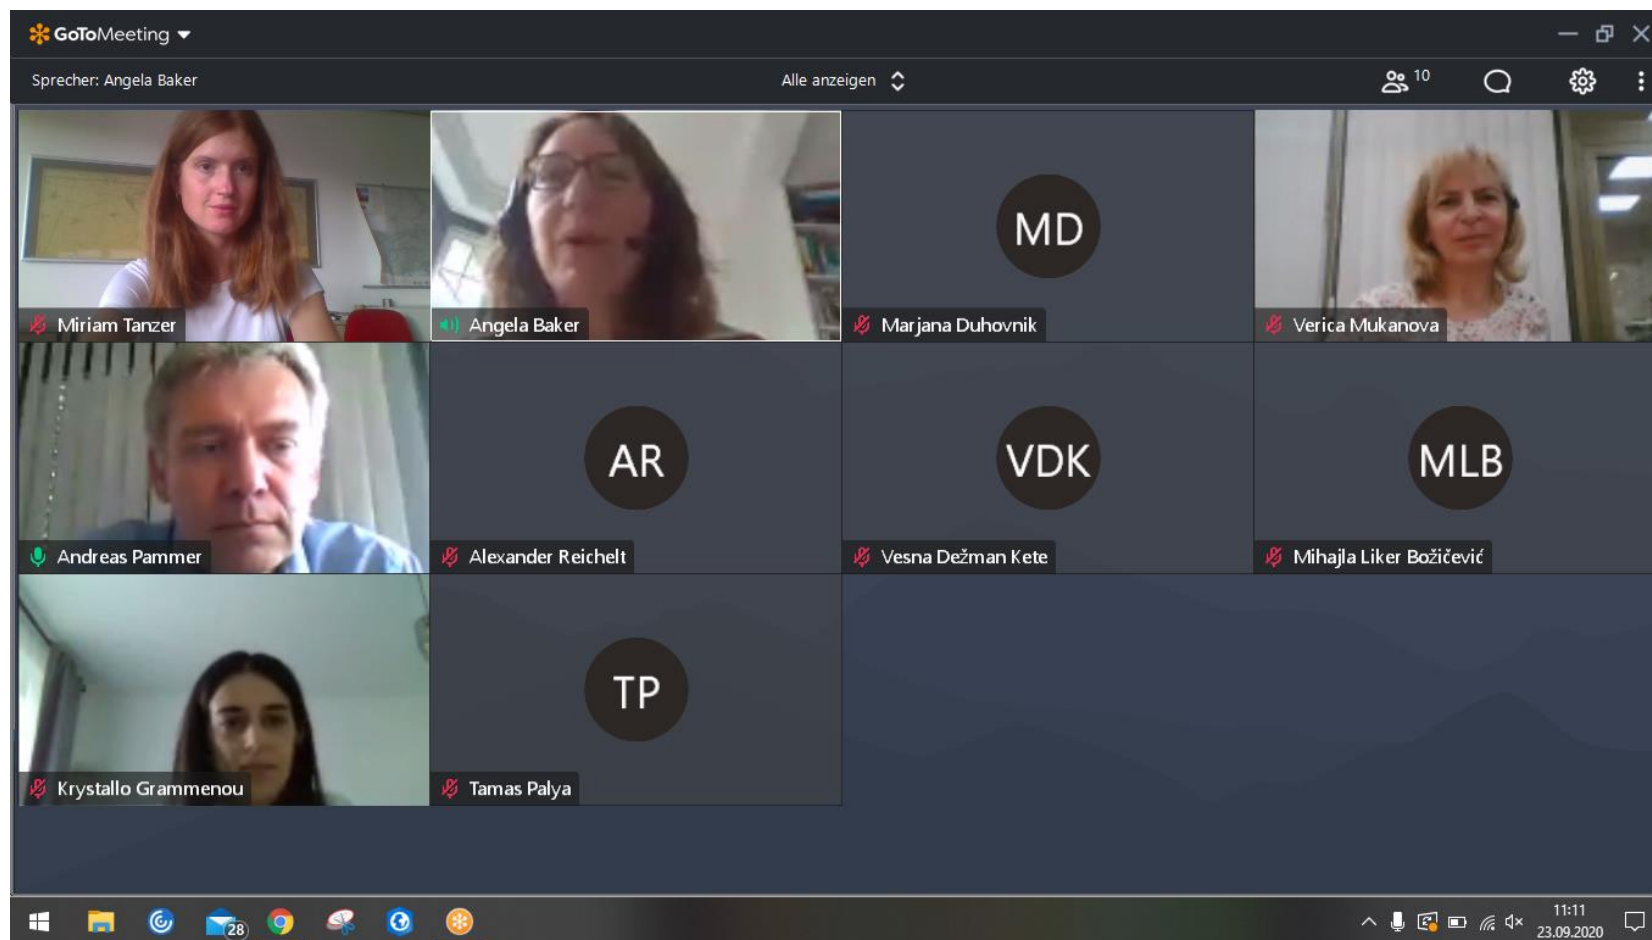 GoToMeeting
Sprecher: Angela Baker
Alle anzeigen
10
Miriam Tanzer
Angela Baker
MD
Marjana Duhovnik
Verica Mukanova
Andreas Pammer
AR
Alexander Reichelt
VDK
Vesna Dežman Kete
MLB
Mihajla Liker Božičević
Krystallo Grammenou
TP
Tamas Palya
28
11:11
23.09.2020